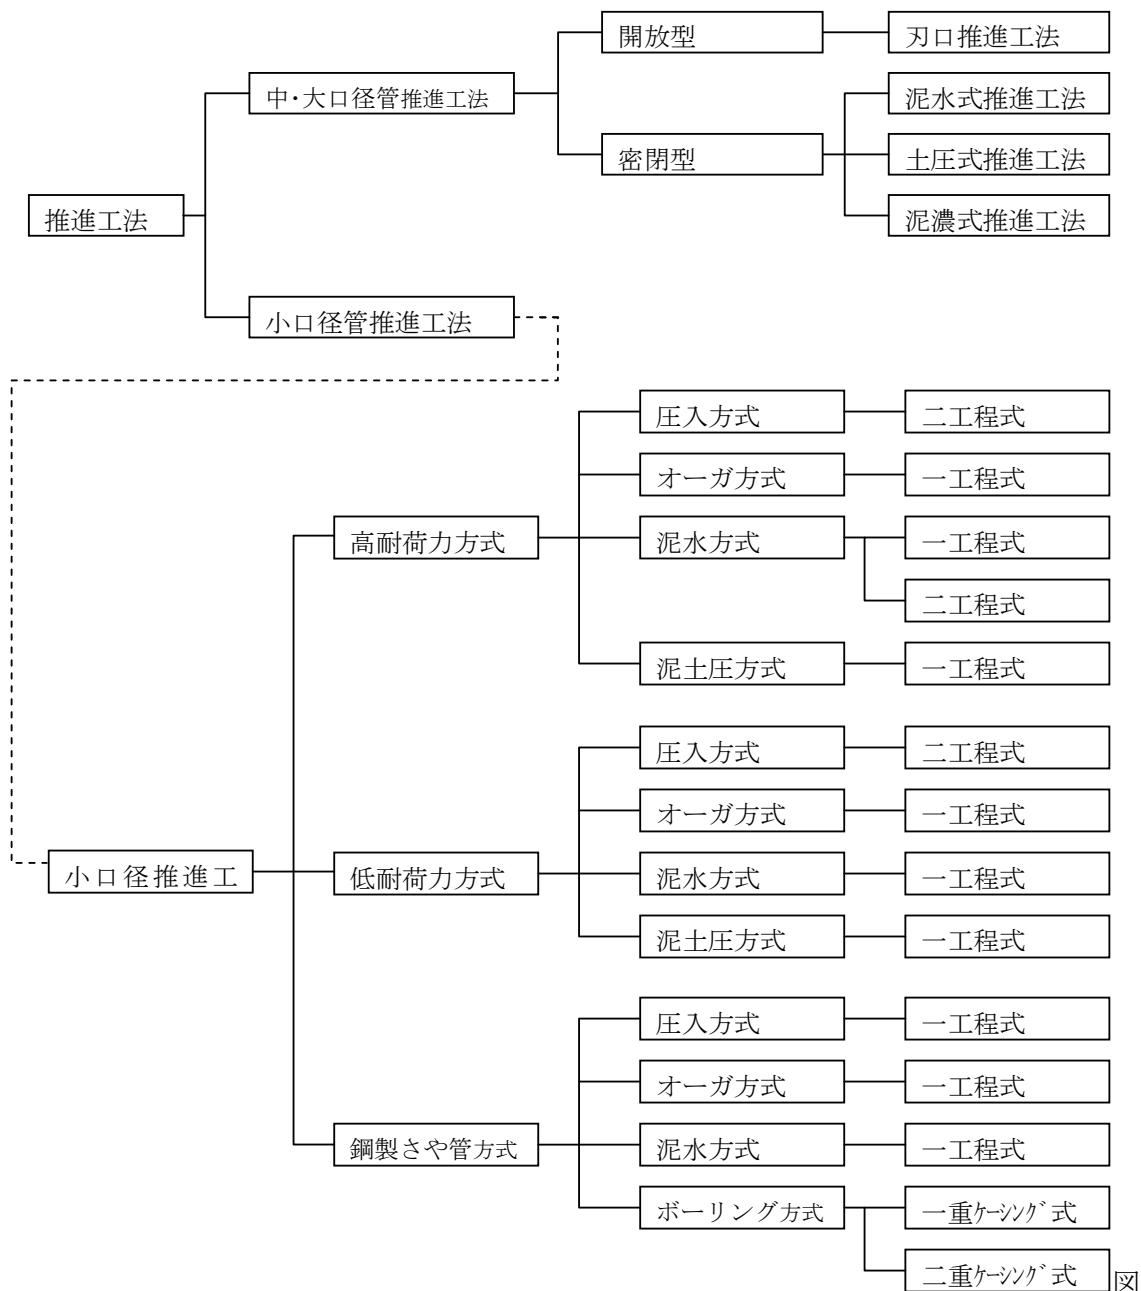 開放型
刃口推進工法
中・大口径管推進工法
泥水式推進工法
密閉型
土圧式推進工法
推進工法
泥濃式推進工法
小口径管推進工法
圧入方式
二工程式
オーガ方式
一工程式
高耐荷力方式
泥水方式
一工程式
二工程式
泥土圧方式
一工程式
圧入方式
二工程式
オーガ方式
一工程式
小口径推進工
低耐荷力方式
泥水方式
一工程式
泥土圧方式
一工程式
圧入方式
一工程式
オーガ方式
一工程式
鋼製さや管方式
泥水方式
一工程式
ボーリング方式
一重ケーシング式
二重ケーシング式
図